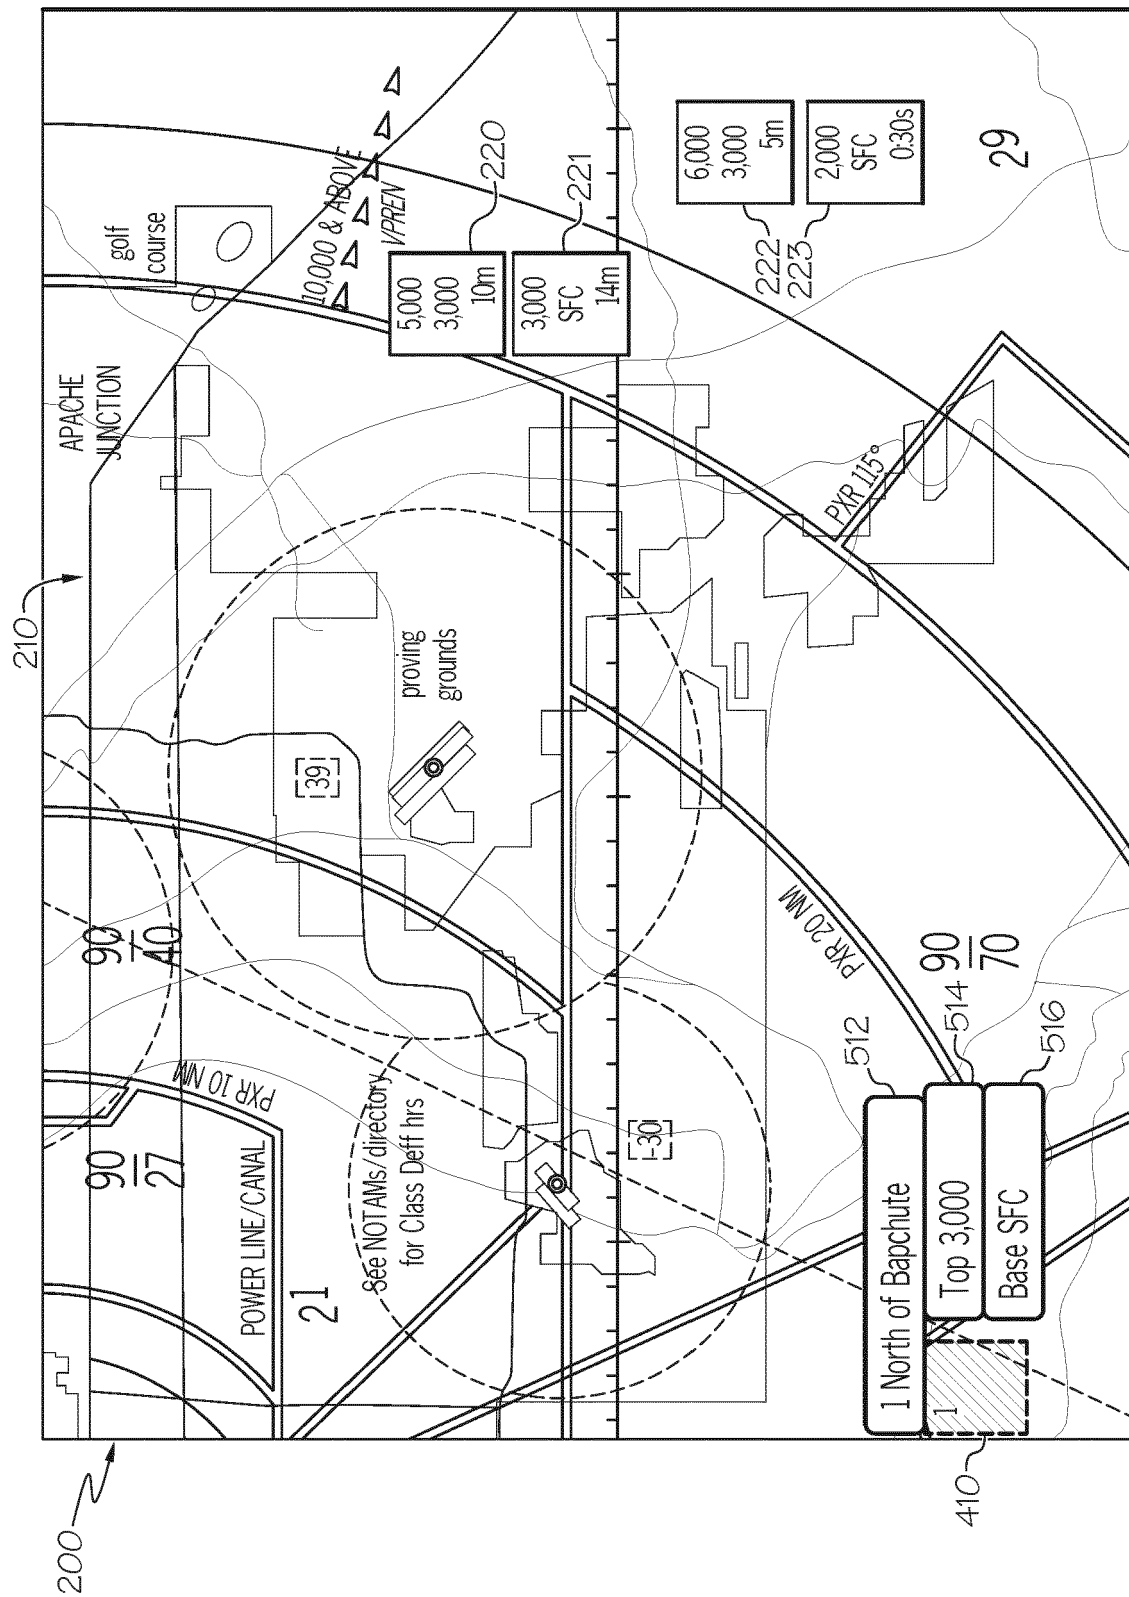 200
210
APACHE
JUNCTION
golf
course
10,000 & ABOVE
VPREN
5,000
3,000
10m
220
3,000
SFC
14m
221
6,000
3,000
5m
222
2,000
SFC
0:30s
223
29
PXR 115°
proving
grounds
39
90
40
90
27
PXR 10 NM
POWER LINE/CANAL
21
See NOTAMs/directory
for Class Deff hrs
-30
PXR 20 NM
90
70
512
514
516
1 North of Bapchute
Top 3,000
Base SFC
1
410